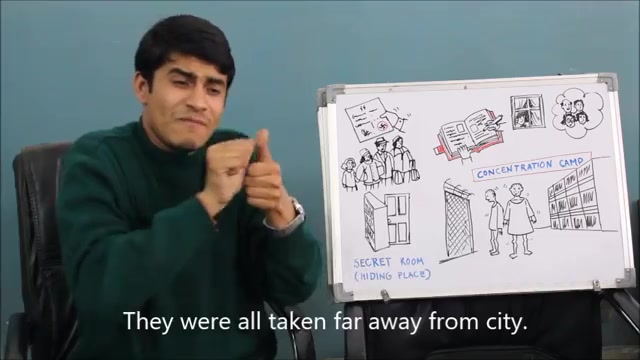 CONCENTRATION CAMP
SECRET ROOM
(HIDING PLACE)
They were all taken far away from city.